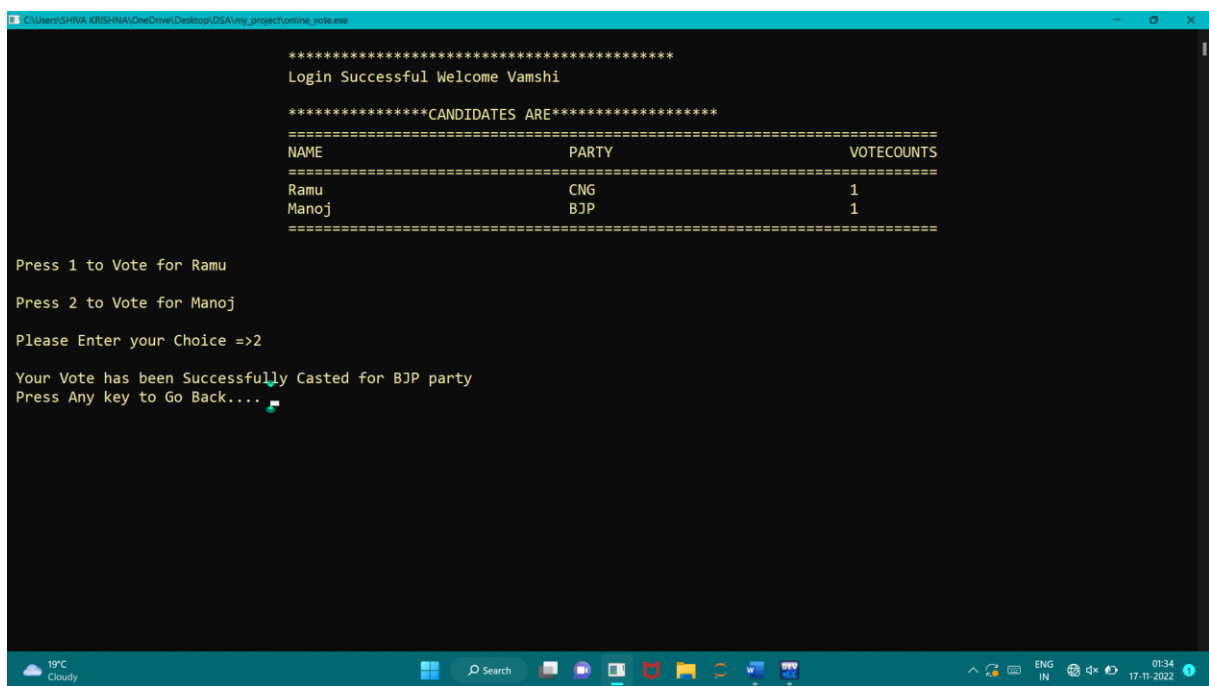 C:\Users\SHIVA KRISHNA\OneDrive\Desktop\DSA\my_project\online_vote.exe
********************************************
Login Successful Welcome Vamshi
****************CANDIDATES ARE*******************
==========================================================================
NAME PARTY VOTECOUNTS
==========================================================================
Ramu CNG 1
Manoj BJP 1
==========================================================================
Press 1 to Vote for Ramu
Press 2 to Vote for Manoj
Please Enter your Choice =>2
Your Vote has been Successfully Casted for BJP party
Press Any key to Go Back....
19°C
Cloudy
Search
W
DEV
ENG
IN
01:34
17-11-2022
1